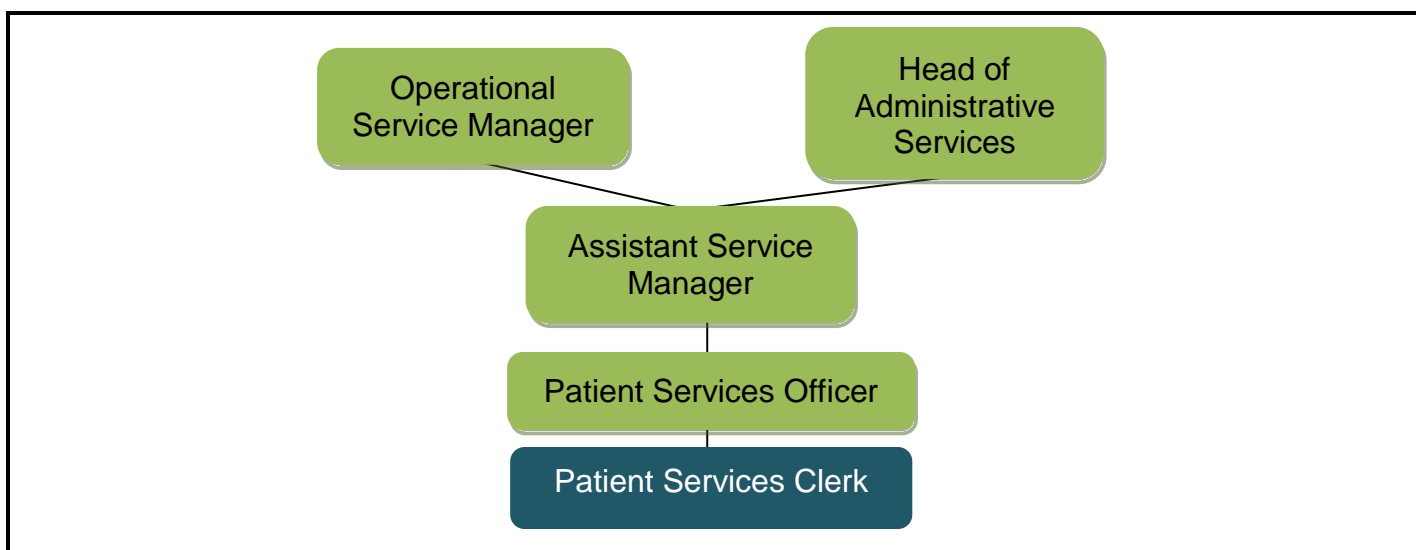 Operational
Service Manager
Head of
Administrative
Services
Assistant Service
Manager
Patient Services Officer
Patient Services Clerk